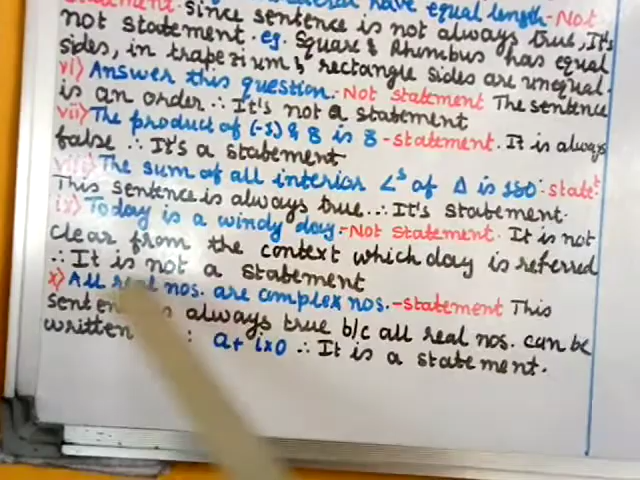 have equal length-Not
statement. Since sentence is not always true, It's
not statement. eg. Square & Rhombus has equal
sides, in trapezium & rectangle sides are unequal.
vi) Answer this question.-Not statement The sentence
is an order ∴ It's not a statement
vii) The product of (-1) & 8 is 8 -statement. It is always
false ∴ It's a statement
viii) The sum of all interior ∠s of Δ is 180°:statet
This sentence is always true ∴ It's statement.
ix) Today is a windy day.-Not statement. It is not
clear from the context which day is referred
∴ It is not a statement
x) All real nos. are complex nos.-statement This
always true b/c all real nos. can be
written : a+ i×0 ∴ It is a statement.